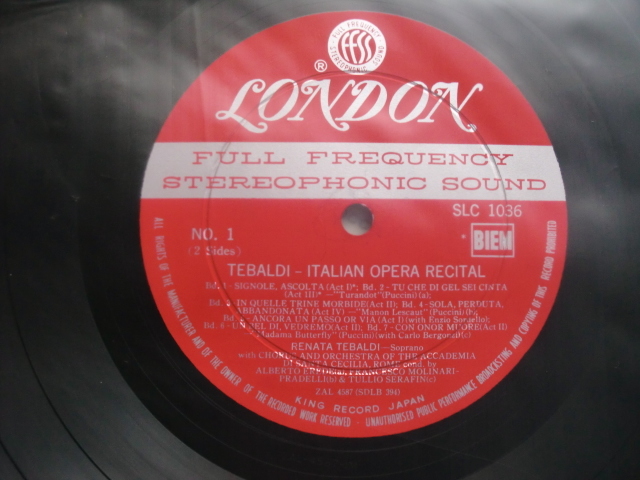 FULL FREQUENCY
FFSS
STEREOPHONIC SOUND
®
LONDON
FULL FREQUENCY
STEREOPHONIC SOUND
SLC 1036
NO. 1
(2 Sides)
BIEM
TEBALDI – ITALIAN OPERA RECITAL
Bd. 1 - SIGNOLE, ASCOLTA (Act I)*; Bd. 2 - TU CHE DI GEL SEI CINTA
(Act III)* —"Turandot" (Puccini) (a);
Bd. 3 - IN QUELLE TRINE MORBIDE (Act II); Bd. 4 - SOLA, PERDUTA,
ABBANDONATA (Act IV) —"Manon Lescaut" (Puccini)
ANCORA UN PASSO OR VIA (Act I) (with Ennio
Bd. 6 - UN BEL DI, VEDREMO (Act II); Bd. 7 - CON ONOR MUORE (Act II)
"Madama Butterfly" (Puccini) (with Carlo Bergonzi) (c)
RENATA TEBALDI—Soprano
with CHORUS AND ORCHESTRA OF THE ACCADEMIA
DI SANTA CECILIA, ROME cond. by
ALBERTO EREDE(a), FRANCESCO MOLINARI-
PRADELLI(b) & TULLIO SERAFIN(c)
ZAL 4587 (SDLB 394)
KING RECORD JAPAN
ALL RIGHTS OF THE MANUFACTURER AND OF THE OWNER OF THE RECORDED WORK RESERVED - UNAUTHORISED PUBLIC PERFORMANCE BROADCASTING AND COPYING OF THIS RECORD PROHIBITED